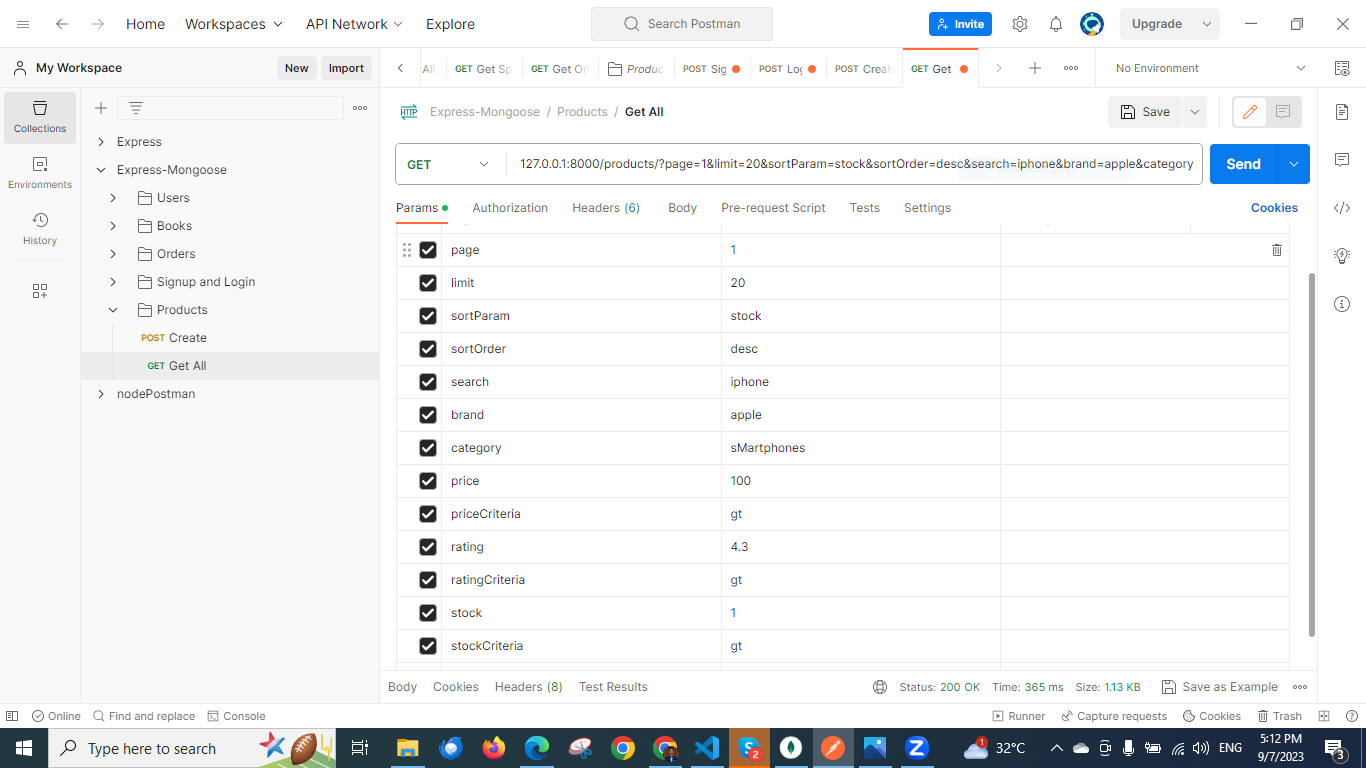 Home Workspaces API Network Explore Search Postman Invite Upgrade
My Workspace New Import
All GET Get Sp GET Get On Produc POST Sig POST Log POST Creat GET Get No Environment
Collections
Environments
History
Express
Express-Mongoose
Users
Books
Orders
Signup and Login
Products
POST Create
GET Get All
nodePostman
HTTP Express-Mongoose / Products / Get All Save
GET 127.0.0.1:8000/products/?page=1&limit=20&sortParam=stock&sortOrder=desc&search=iphone&brand=apple&category Send
Params Authorization Headers (6) Body Pre-request Script Tests Settings Cookies
page 1
limit 20
sortParam stock
sortOrder desc
search iphone
brand apple
category sMartphones
price 100
priceCriteria gt
rating 4.3
ratingCriteria gt
stock 1
stockCriteria gt
Body Cookies Headers (8) Test Results Status: 200 OK Time: 365 ms Size: 1.13 KB Save as Example
Online Find and replace Console Runner Capture requests Cookies Trash
Type here to search 2 1 32°C ENG 5:12 PM 3
9/7/2023